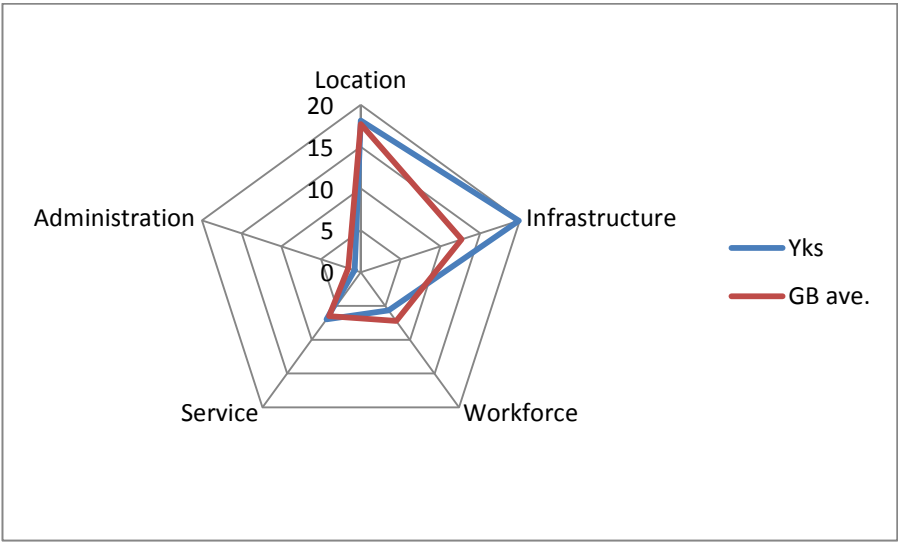 Location
20
15
10
5
0
Administration
Infrastructure
Yks
GB ave.
Service
Workforce